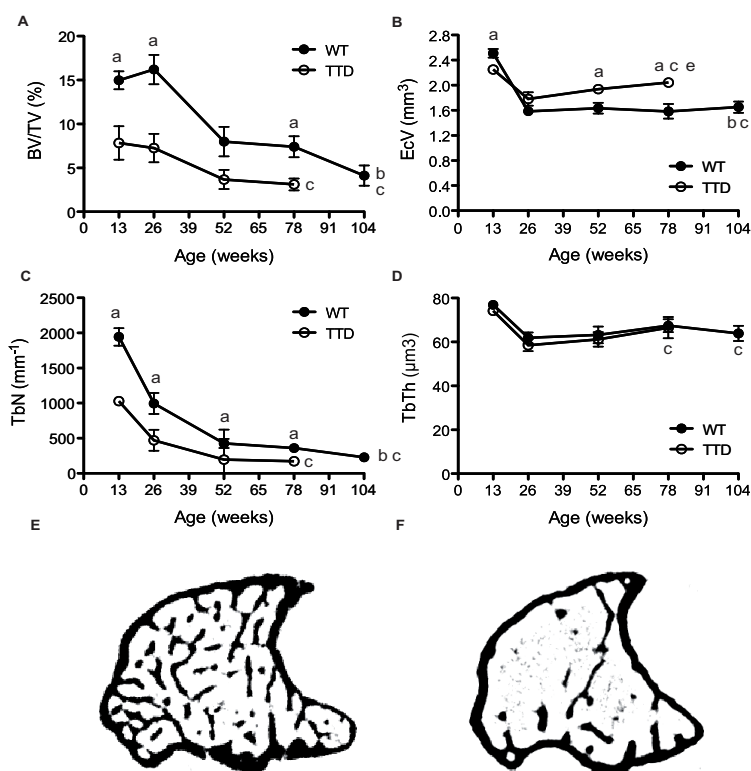 A
20
15
10
5
0
BV/TV (%)
a
a
a
c
b
c
WT
TTD
0 13 26 39 52 65 78 91 104
Age (weeks)
B
2.8
2.4
2.0
1.6
1.2
0.8
0.4
0.0
EcV (mm³)
a
a
a c e
b c
WT
TTD
0 13 26 39 52 65 78 91 104
Age (weeks)
C
2500
2000
1500
1000
500
0
TbN (mm⁻¹)
a
a
a
a
c
b c
WT
TTD
0 13 26 39 52 65 78 91 104
Age (weeks)
D
80
60
40
20
0
TbTh (µm3)
c
c
WT
TTD
0 13 26 39 52 65 78 91 104
Age (weeks)
E
F